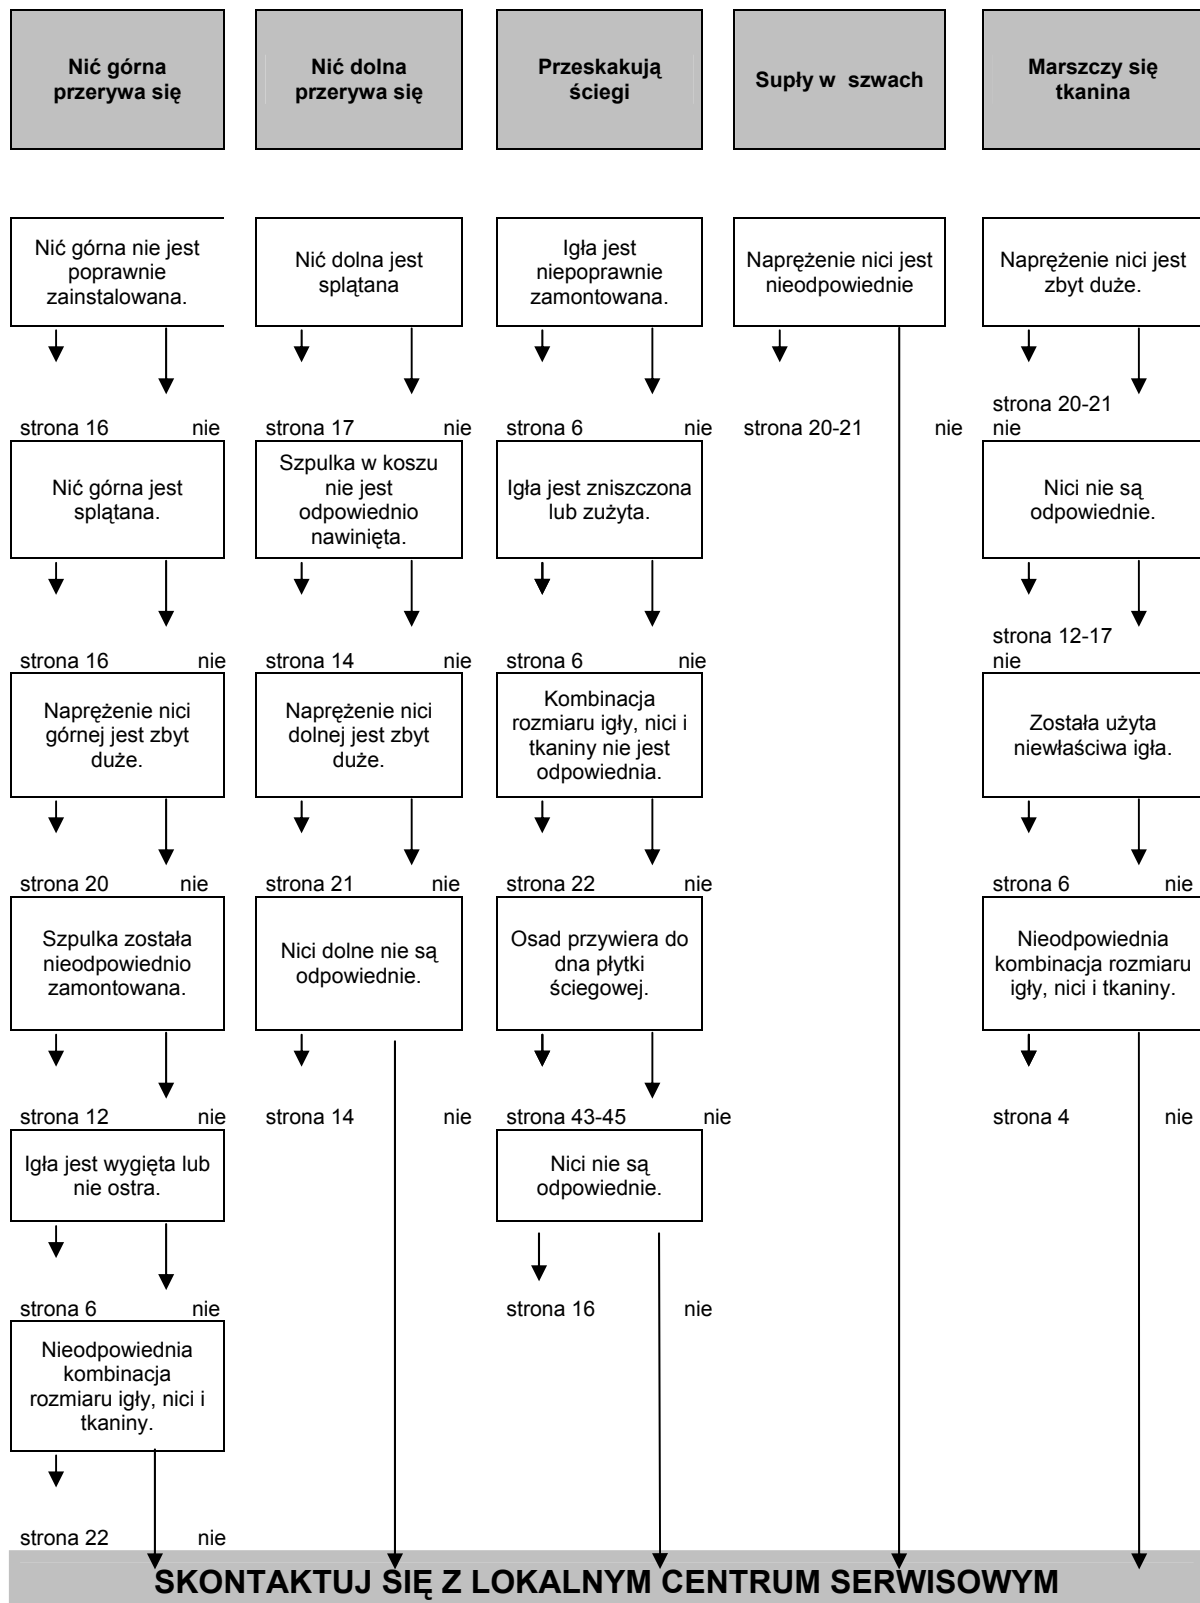 Nić górna
przerywa się
Nić dolna
przerywa się
Przeskakują
ściegi
Supły w  szwach
Marszczy się
tkanina
Nić górna nie jest
poprawnie
zainstalowana.
Nić dolna jest
splątana
Igła jest
niepoprawnie
zamontowana.
Naprężenie nici jest
nieodpowiednie
Naprężenie nici jest
zbyt duże.
strona 16 nie
strona 17 nie
strona 6 nie
strona 20-21 nie
strona 20-21
nie
Nić górna jest
splątana.
Szpulka w koszu
nie jest
odpowiednio
nawinięta.
Igła jest zniszczona
lub zużyta.
Nici nie są
odpowiednie.
strona 16 nie
strona 14 nie
strona 6 nie
strona 12-17
nie
Naprężenie nici
górnej jest zbyt
duże.
Naprężenie nici
dolnej jest zbyt
duże.
Kombinacja
rozmiaru igły, nici i
tkaniny nie jest
odpowiednia.
Została użyta
niewłaściwa igła.
strona 20 nie
strona 21 nie
strona 22 nie
strona 6 nie
Szpulka została
nieodpowiednio
zamontowana.
Nici dolne nie są
odpowiednie.
Osad przywiera do
dna płytki
ściegowej.
Nieodpowiednia
kombinacja rozmiaru
igły, nici i tkaniny.
strona 12 nie
strona 14 nie
strona 43-45 nie
strona 4 nie
Igła jest wygięta lub
nie ostra.
Nici nie są
odpowiednie.
strona 6 nie
strona 16 nie
Nieodpowiednia
kombinacja
rozmiaru igły, nici i
tkaniny.
strona 22 nie
SKONTAKTUJ SIĘ Z LOKALNYM CENTRUM SERWISOWYM